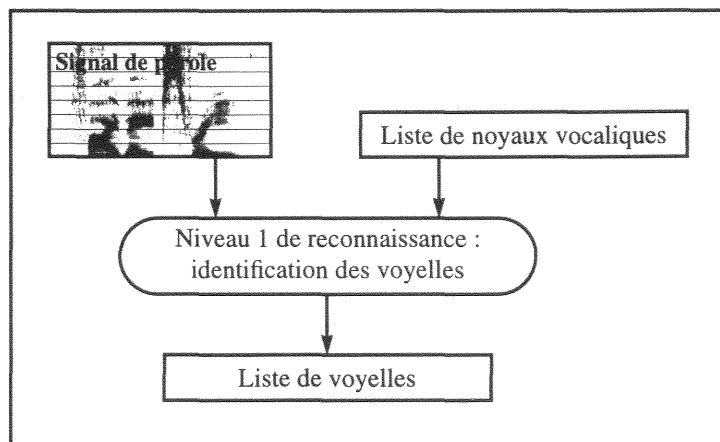 Signal de parole
Liste de noyaux vocaliques
Niveau 1 de reconnaissance :
identification des voyelles
Liste de voyelles